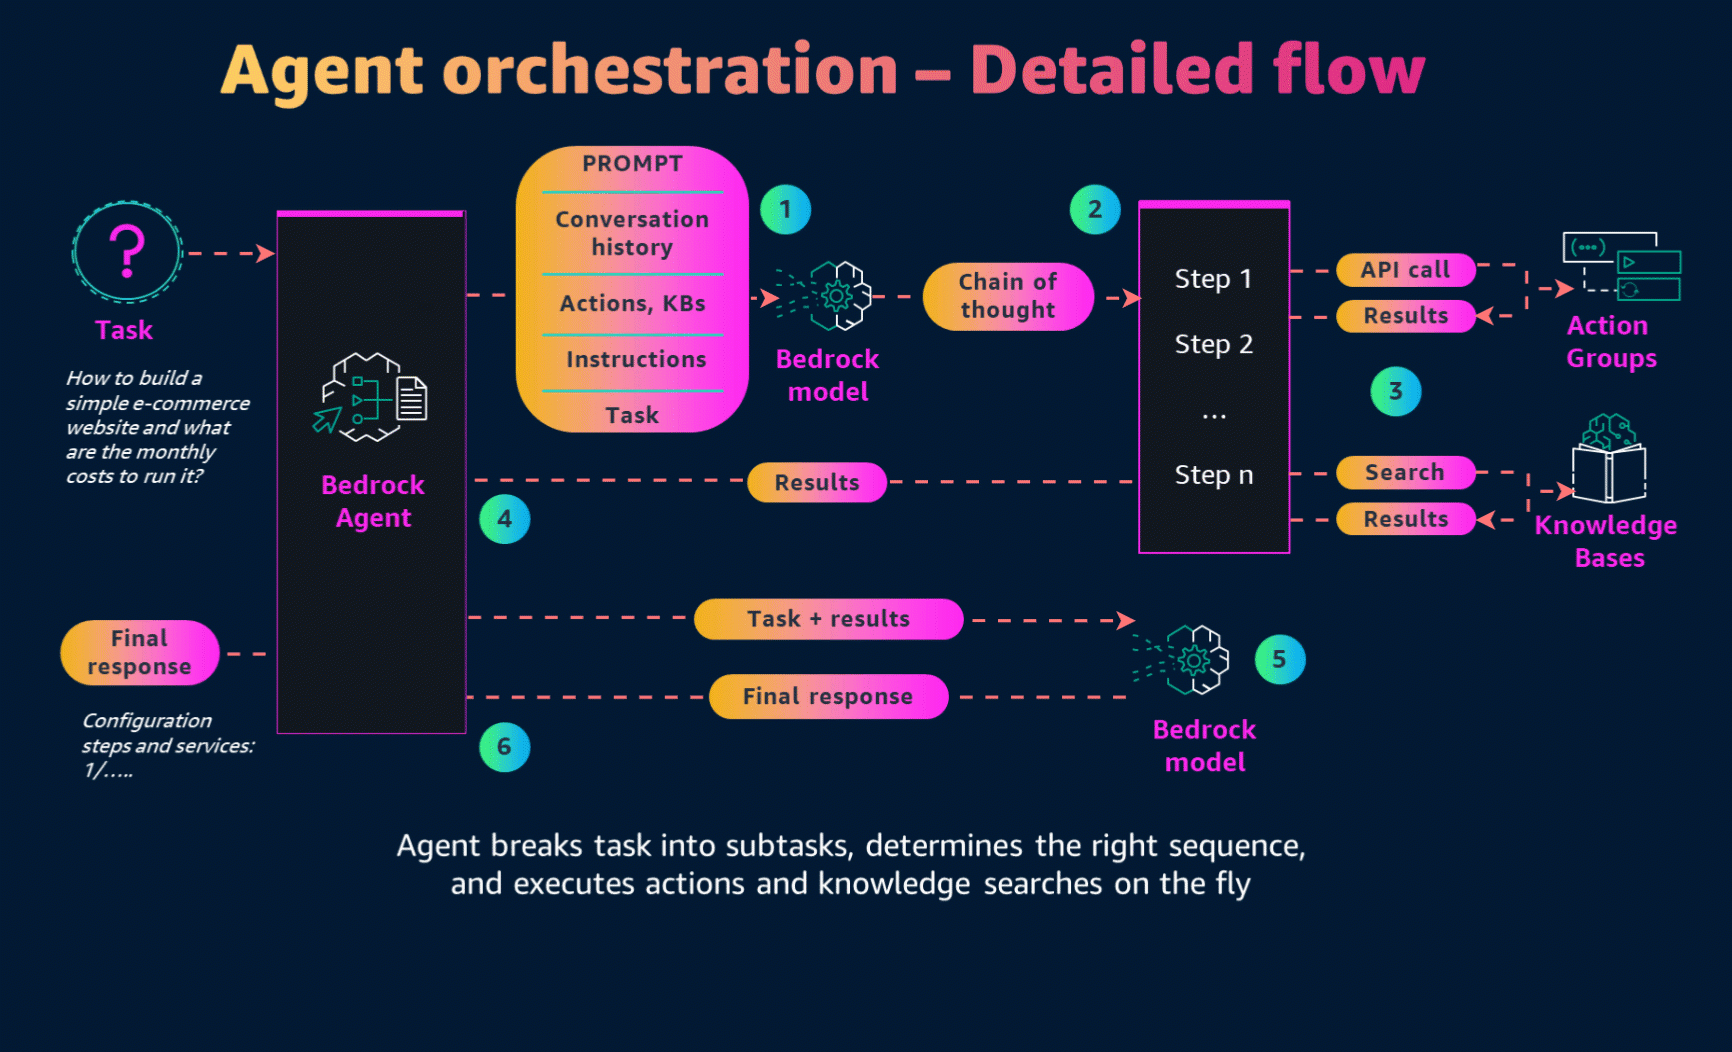 Agent orchestration – Detailed flow
PROMPT
Conversation
history
Actions, KBs
Instructions
Task
1
2
Task
How to build a
simple e-commerce
website and what
are the monthly
costs to run it?
Bedrock
Agent
Bedrock
model
Chain of
thought
Step 1
Step 2
...
Step n
API call
Results
(•••)
Action
Groups
3
Search
Results
Knowledge
Bases
Results
4
Task + results
Final response
Bedrock
model
5
6
Final
response
Configuration
steps and services:
1/.....
Agent breaks task into subtasks, determines the right sequence,
and executes actions and knowledge searches on the fly